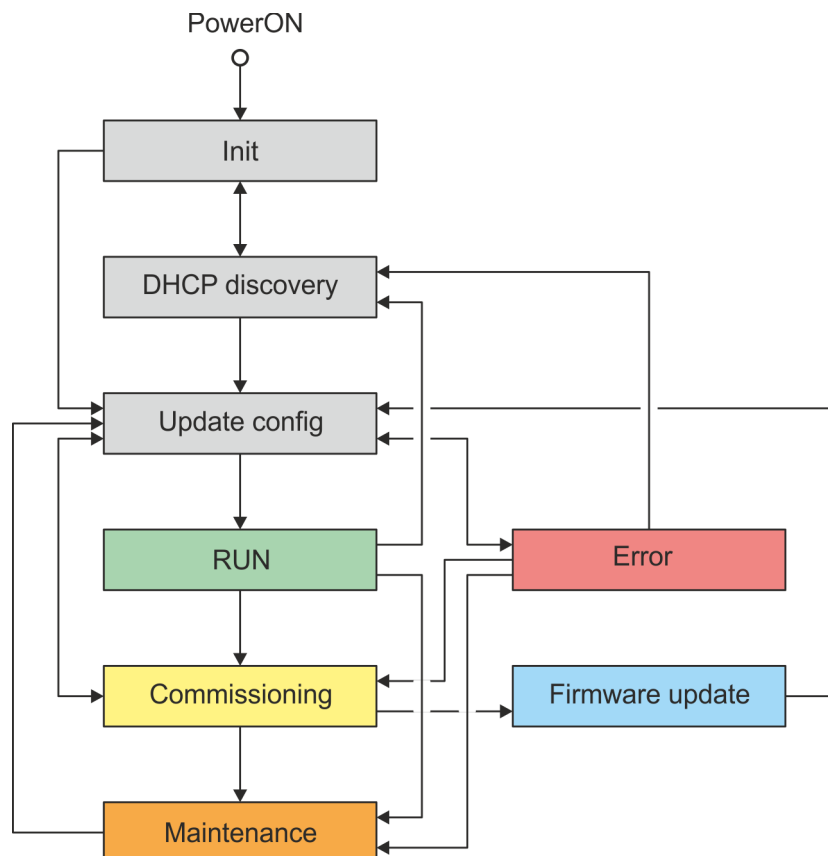 PowerON
Init
DHCP discovery
Update config
RUN
Error
Commissioning
Firmware update
Maintenance